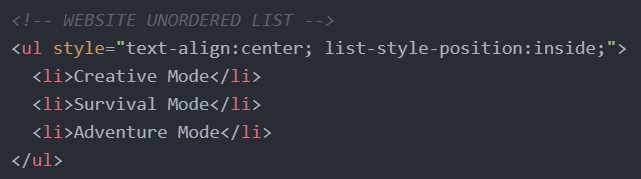 <!-- WEBSITE UNORDERED LIST -->
<ul style="text-align:center; list-style-position:inside;">
  <li>Creative Mode</li>
  <li>Survival Mode</li>
  <li>Adventure Mode</li>
</ul>